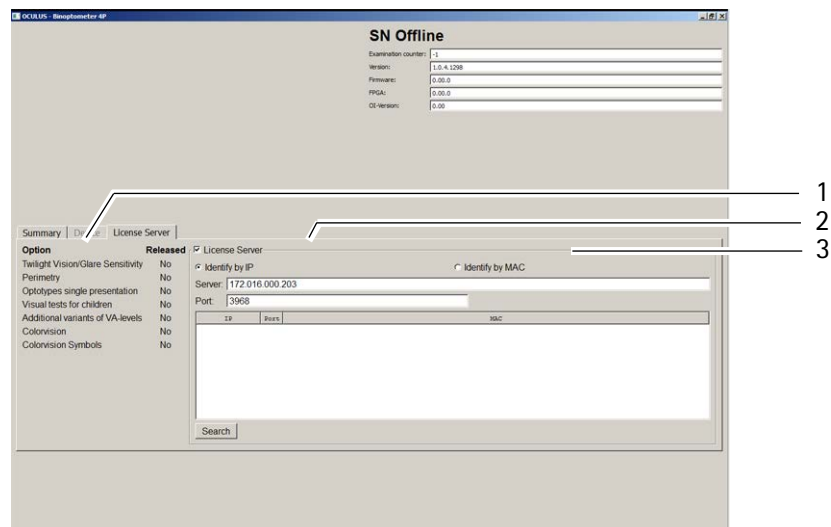 OCULUS - Binoptometer 4P
SN Offline
Examination counter: -1
Version: 1.0.4.1298
Firmware: 0.00.0
FPGA: 0.00.0
OI-Version: 0.00
1
2
3
Summary License Server
Option Released License Server
Twilight Vision/Glare Sensitivity No Identify by IP Identify by MAC
Perimetry No Server: 172.016.000.203
Optotypes single presentation No
Visual tests for children No Port: 3968
Additional variants of VA-levels No IP Port MAC
Colorvision No
Colorvision Symbols No
Search